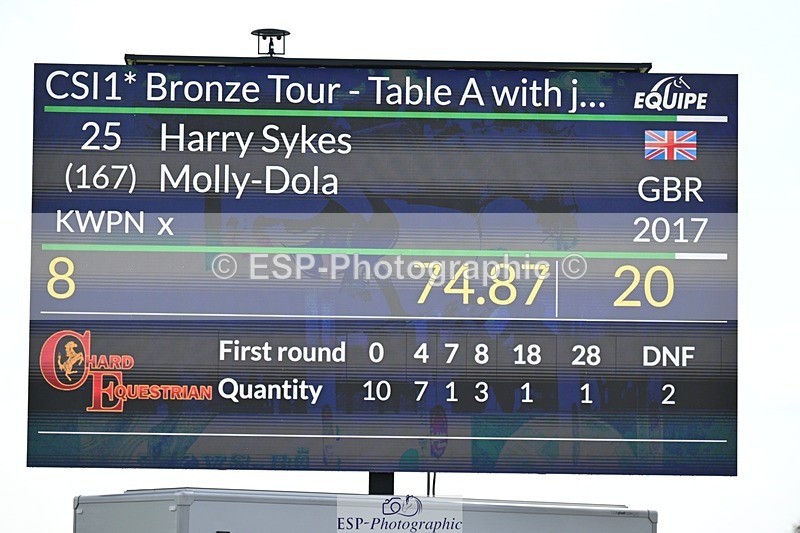 CSI1* Bronze Tour - Table A with j...
EQUIPE
25 Harry Sykes
(167) Molly-Dola
GBR
KWPN x
2017
© ESP-Photographic ©
8 74.87 20
CHARD
EQUESTRIAN
First round 0 4 7 8 18 28 DNF
Quantity 10 7 1 3 1 1 2
ESP-Photographic